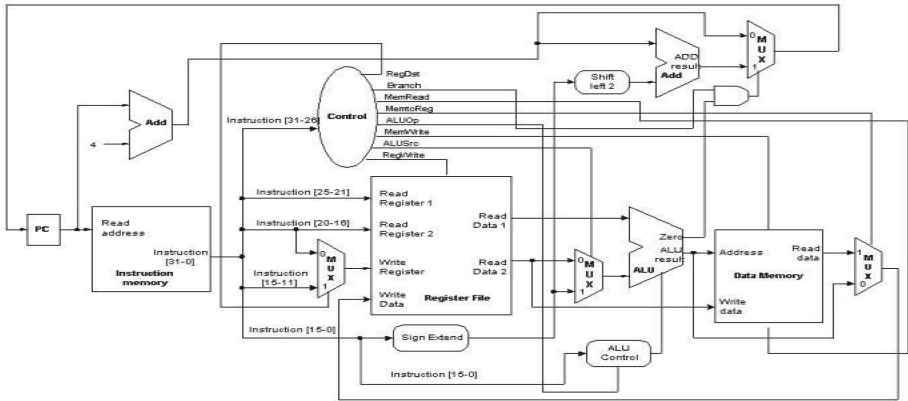 0
MUX
1
ADD
result
Add
Shift
left 2
RegDst
Branch
MemRead
MemtoReg
ALUOp
MemWrite
ALUSrc
RegWrite
Control
Instruction [31-26]
Add
4
PC
Read
address
Instruction
[31-0]
Instruction
memory
Instruction [25-21]
Instruction [20-16]
Instruction
[15-11]
0
MUX
1
Read
Register 1
Read
Register 2
Write
Register
Write
Data
Read
Data 1
Read
Data 2
Register File
0
MUX
1
Zero
ALU
result
ALU
Address
Read
data
Data Memory
Write
data
1
MUX
0
Instruction [15-0]
Sign Extend
ALU
Control
Instruction [15-0]